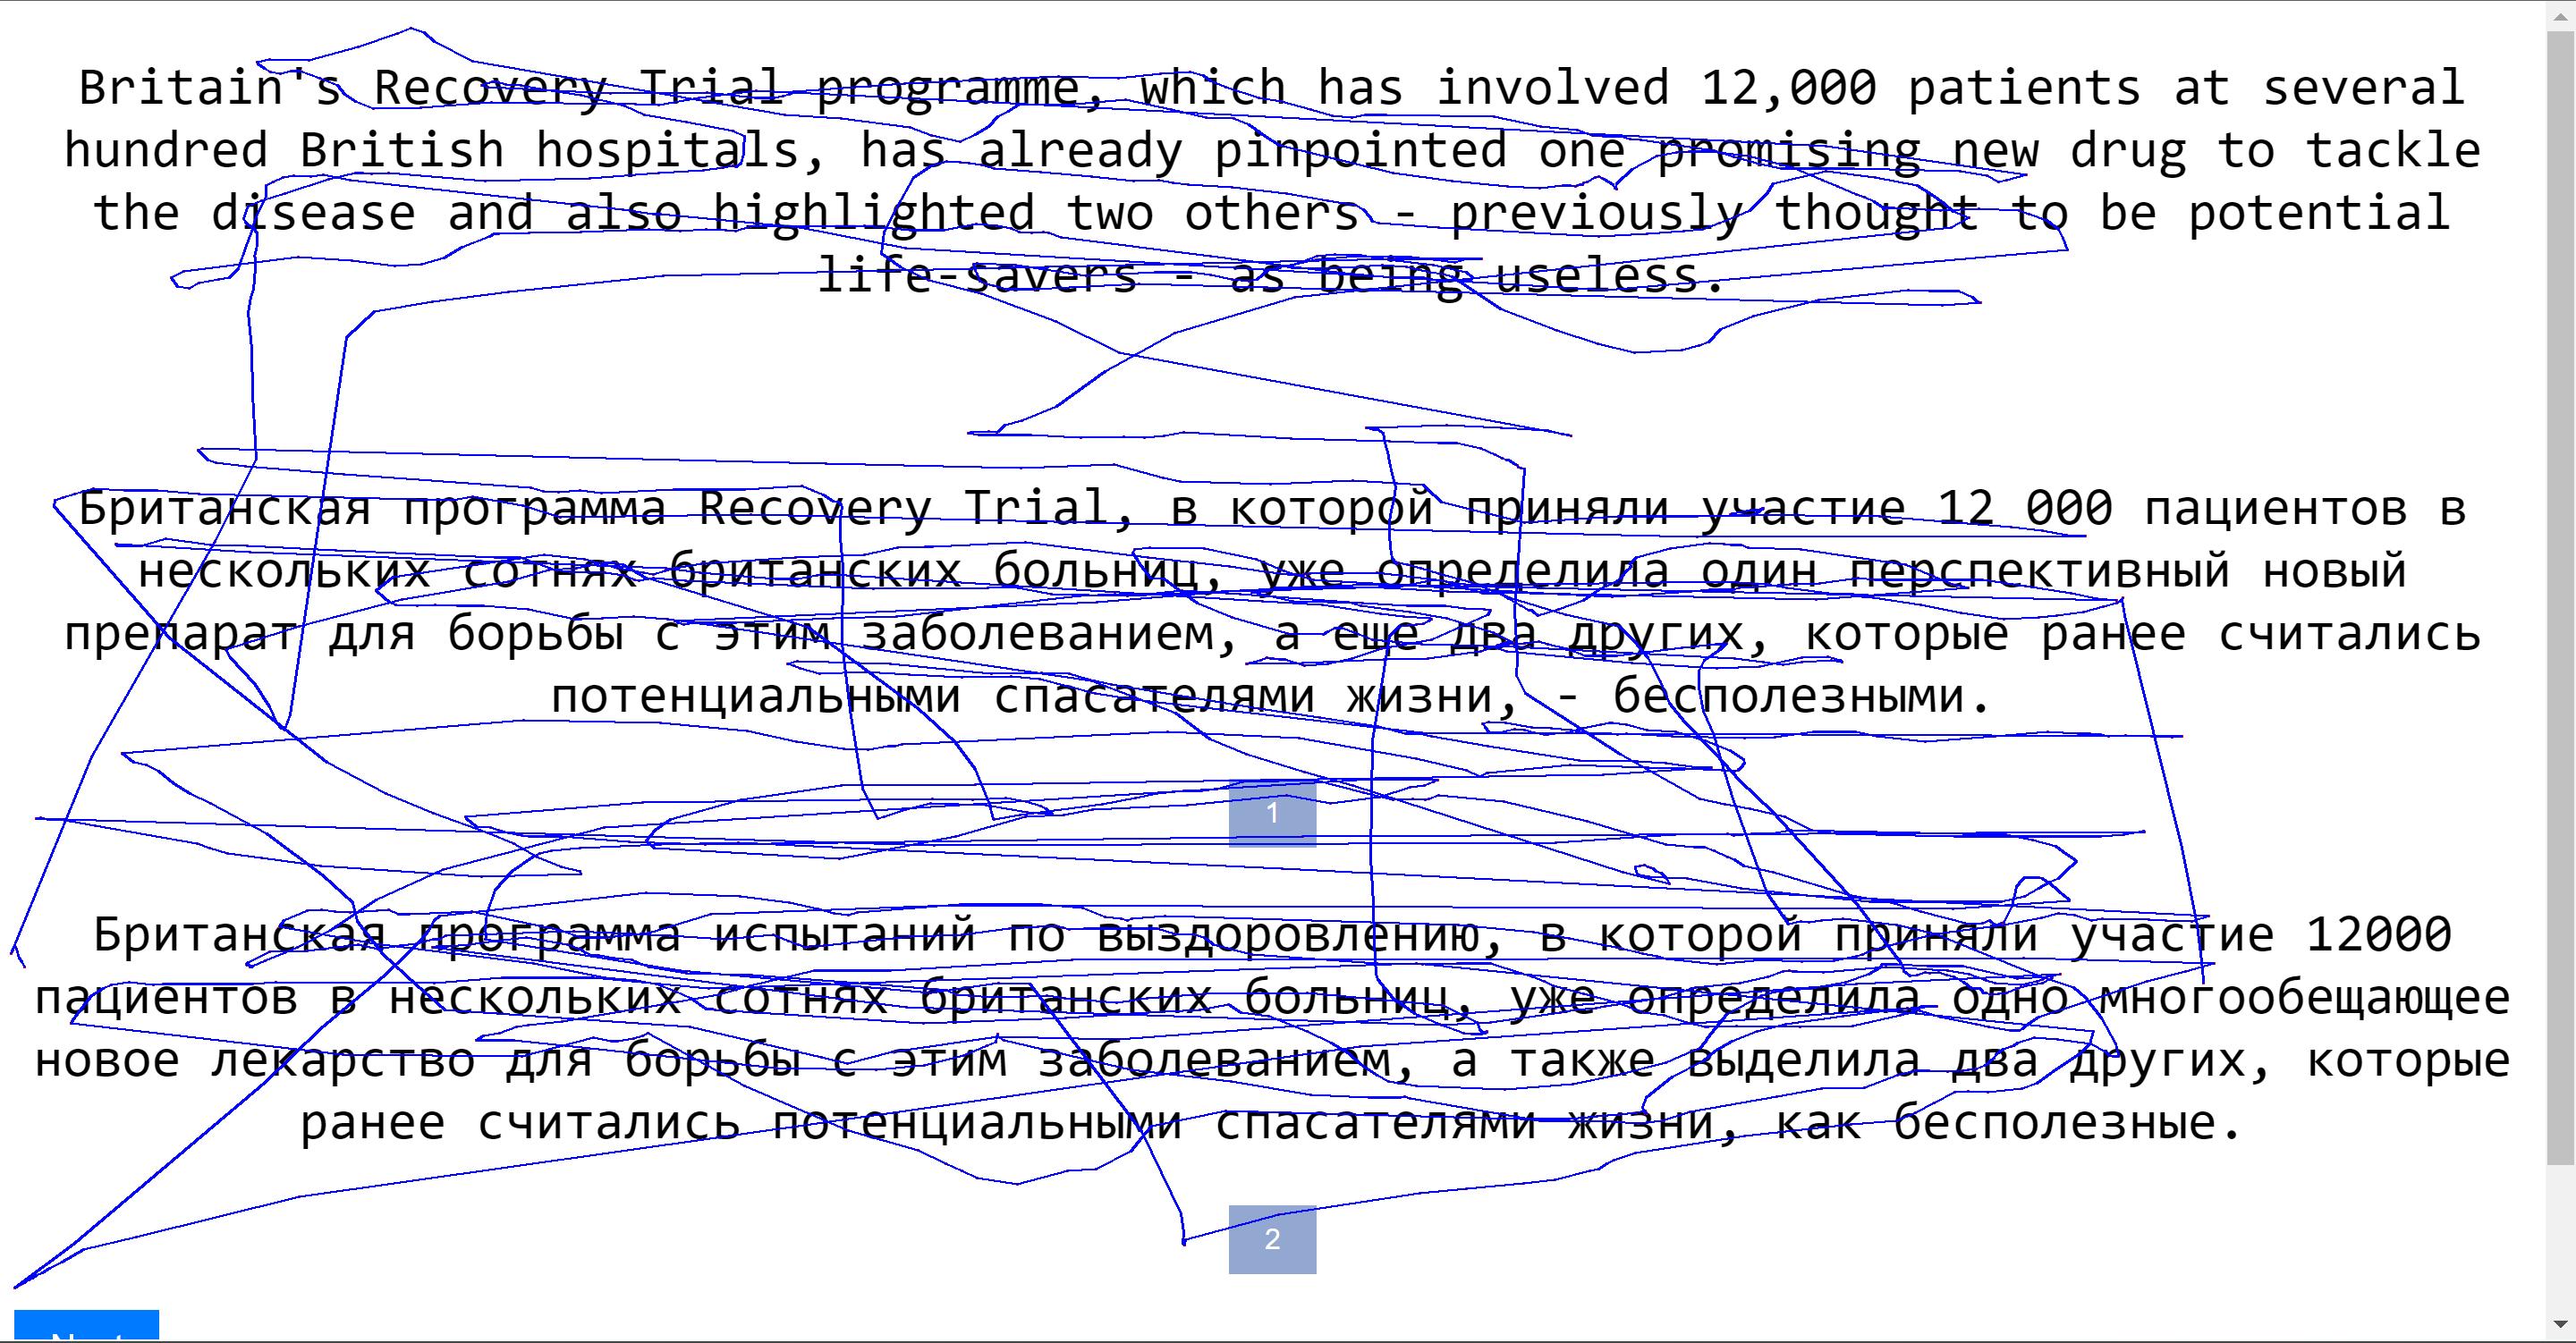 Britain's Recovery Trial programme, which has involved 12,000 patients at several
hundred British hospitals, has already pinpointed one promising new drug to tackle
the disease and also highlighted two others - previously thought to be potential
life-savers - as being useless.
Британская программа Recovery Trial, в которой приняли участие 12 000 пациентов в
нескольких сотнях британских больниц, уже определила один перспективный новый
препарат для борьбы с этим заболеванием, а еще два других, которые ранее считались
потенциальными спасателями жизни, - бесполезными.
1
Британская программа испытаний по выздоровлению, в которой приняли участие 12000
пациентов в нескольких сотнях британских больниц, уже определила одно многообещающее
новое лекарство для борьбы с этим заболеванием, а также выделила два других, которые
ранее считались потенциальными спасателями жизни, как бесполезные.
2